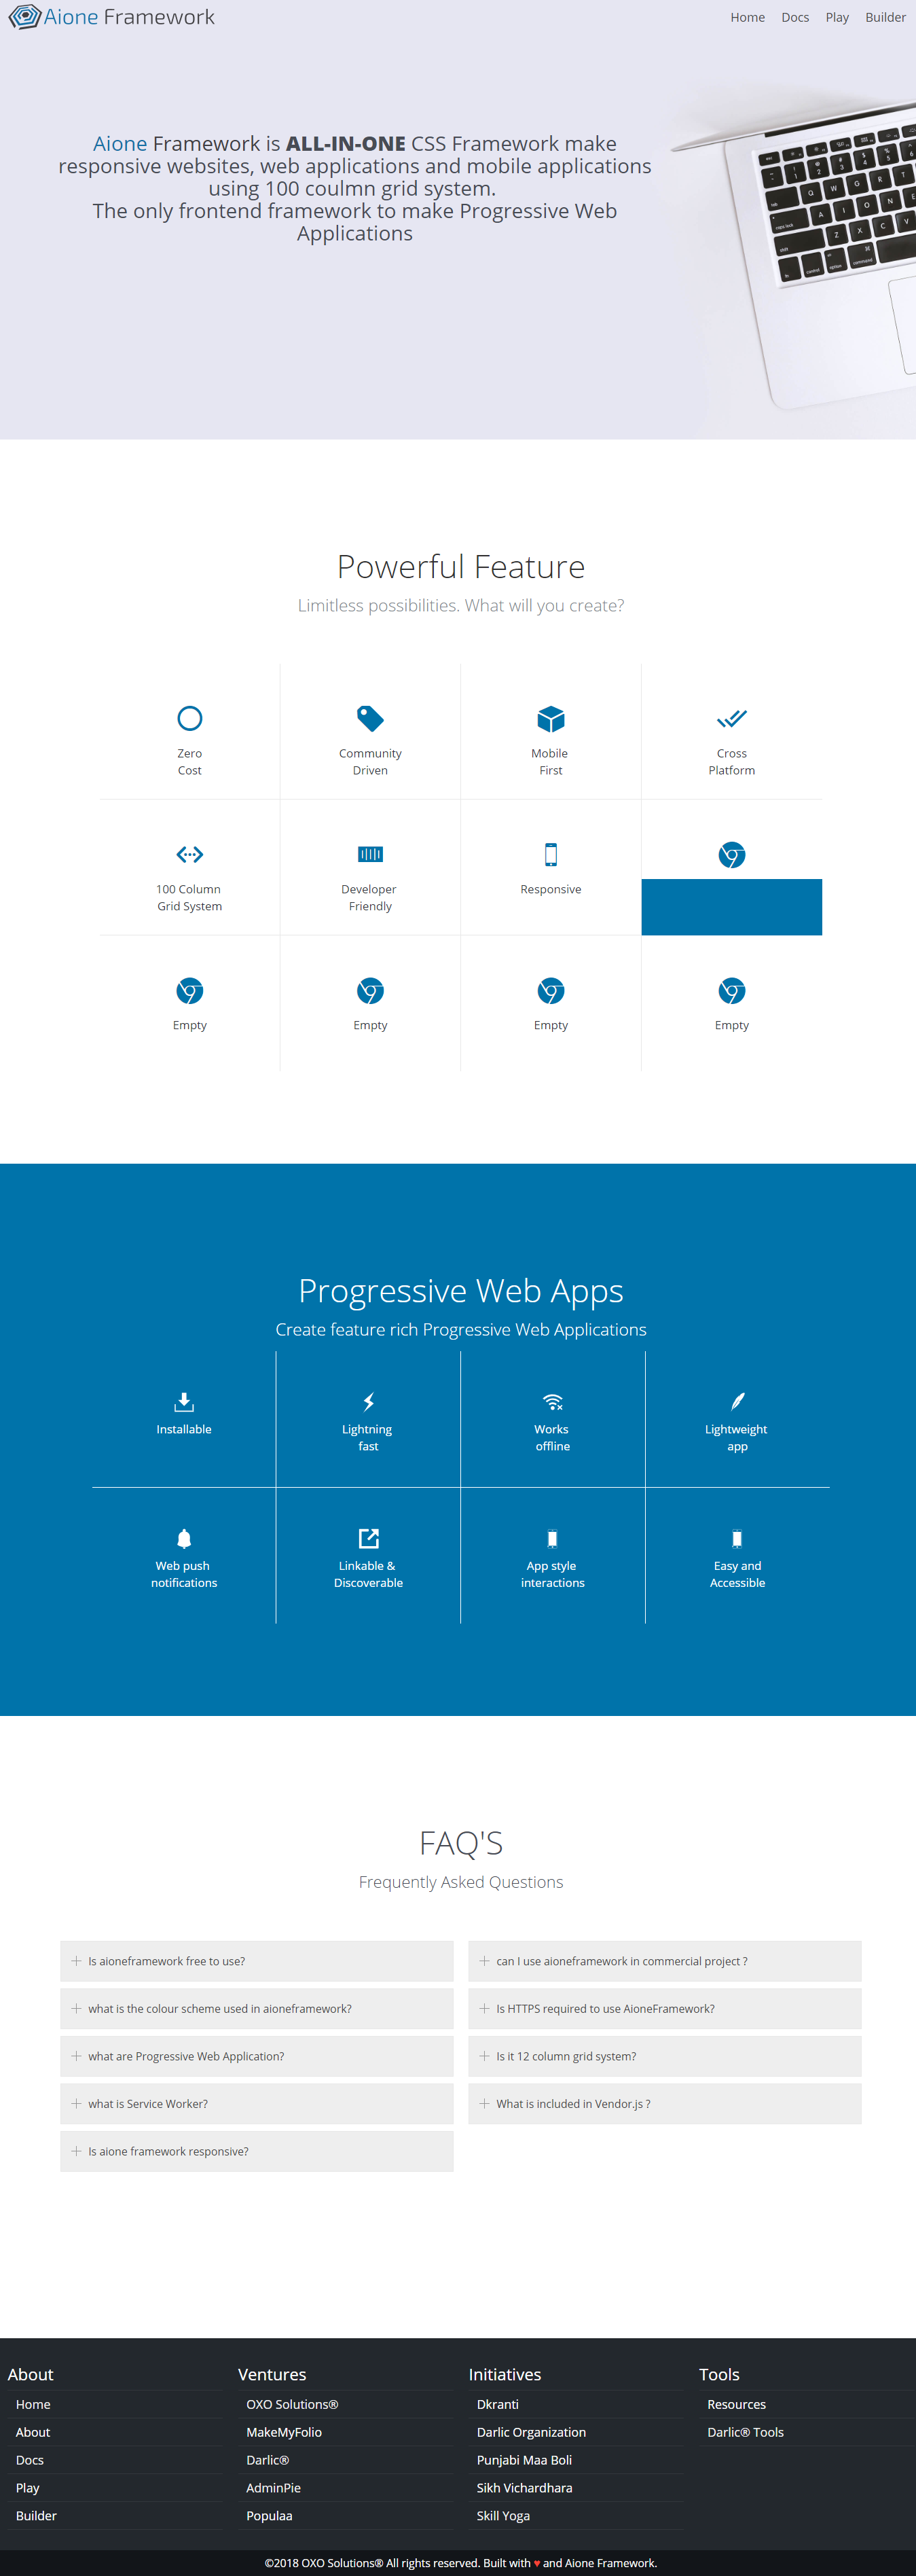 Aione Framework
Home Docs Play Builder
Aione Framework is ALL-IN-ONE CSS Framework make
responsive websites, web applications and mobile applications
using 100 coulmn grid system.
The only frontend framework to make Progressive Web
Applications
Powerful Feature
Limitless possibilities. What will you create?
Zero
Cost
Community
Driven
Mobile
First
Cross
Platform
100 Column
Grid System
Developer
Friendly
Responsive
Empty
Empty
Empty
Empty
Progressive Web Apps
Create feature rich Progressive Web Applications
Installable
Lightning
fast
Works
offline
Lightweight
app
Web push
notifications
Linkable &
Discoverable
App style
interactions
Easy and
Accessible
FAQ'S
Frequently Asked Questions
Is aioneframework free to use?
can I use aioneframework in commercial project ?
what is the colour scheme used in aioneframework?
Is HTTPS required to use AioneFramework?
what are Progressive Web Application?
Is it 12 column grid system?
what is Service Worker?
What is included in Vendor.js ?
Is aione framework responsive?
About
Home
About
Docs
Play
Builder
Ventures
OXO Solutions®
MakeMyFolio
Darlic®
AdminPie
Populaa
Initiatives
Dkranti
Darlic Organization
Punjabi Maa Boli
Sikh Vichardhara
Skill Yoga
Tools
Resources
Darlic® Tools
©2018 OXO Solutions® All rights reserved. Built with ♥ and Aione Framework.